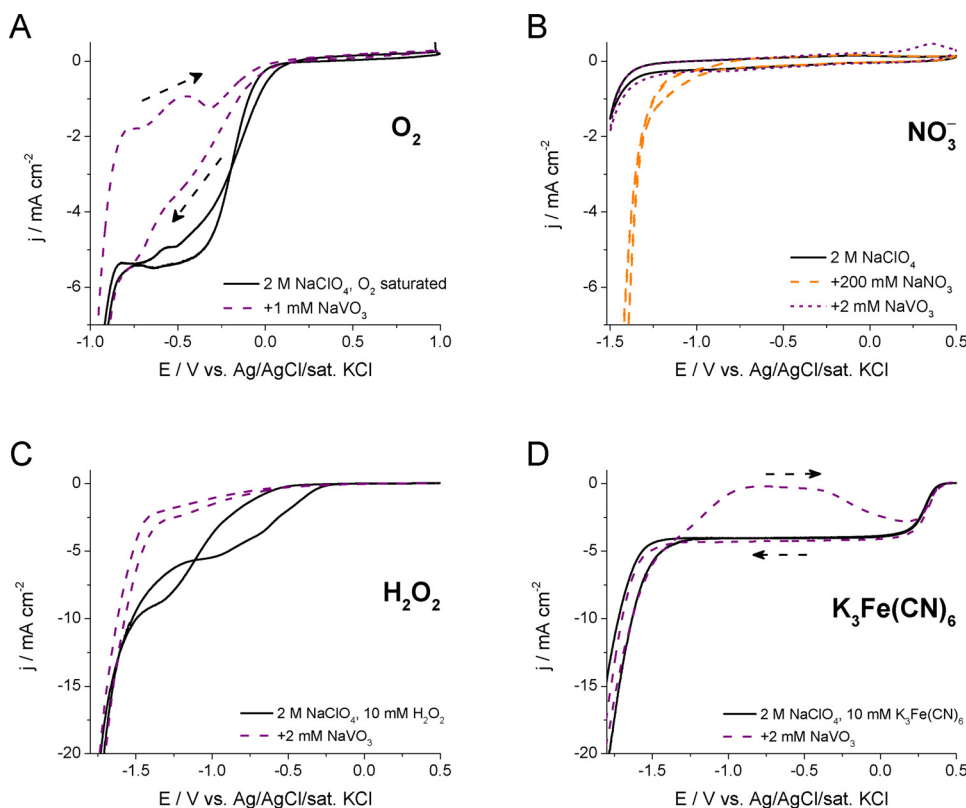 A
0
-2
-4
-6
j / mA cm⁻²
O₂
2 M NaClO₄, O₂ saturated
+1 mM NaVO₃
-1.0 -0.5 0.0 0.5 1.0
E / V vs. Ag/AgCl/sat. KCl
B
0
-2
-4
-6
j / mA cm⁻²
NO₃⁻
2 M NaClO₄
+200 mM NaNO₃
+2 mM NaVO₃
-1.5 -1.0 -0.5 0.0 0.5
E / V vs. Ag/AgCl/sat. KCl
C
0
-5
-10
-15
-20
j / mA cm⁻²
H₂O₂
2 M NaClO₄, 10 mM H₂O₂
+2 mM NaVO₃
-1.5 -1.0 -0.5 0.0 0.5
E / V vs. Ag/AgCl/sat. KCl
D
0
-5
-10
-15
-20
j / mA cm⁻²
K₃Fe(CN)₆
2 M NaClO₄, 10 mM K₃Fe(CN)₆
+2 mM NaVO₃
-1.5 -1.0 -0.5 0.0 0.5
E / V vs. Ag/AgCl/sat. KCl